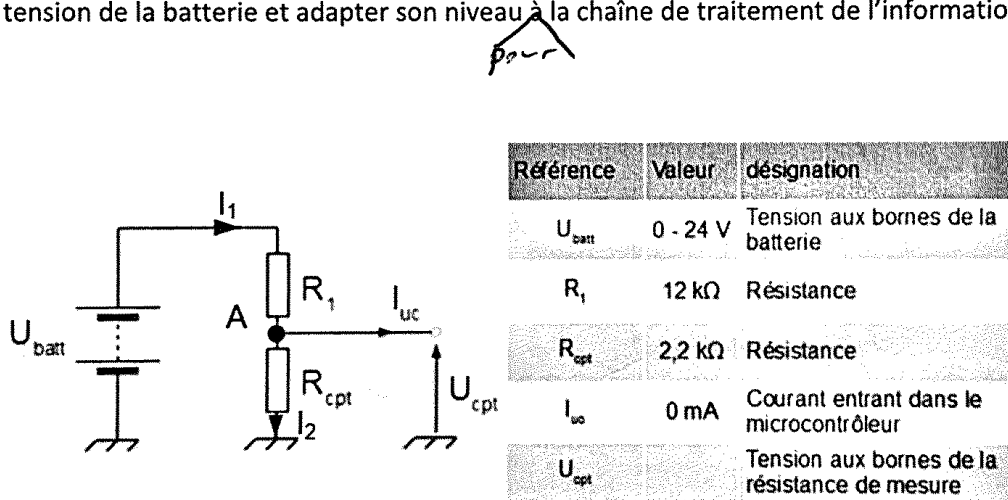 tension de la batterie et adapter son niveau à la chaîne de traitement de l'informatio
pour
I1
R1
A
Iuc
Ubatt
Rcpt
Ucpt
I2
Référence Valeur désignation
Ubatt 0 - 24 V Tension aux bornes de la
batterie
R1 12 kΩ Résistance
Rcpt 2,2 kΩ Résistance
Iuc 0 mA Courant entrant dans le
microcontrôleur
Ucpt Tension aux bornes de la
résistance de mesure